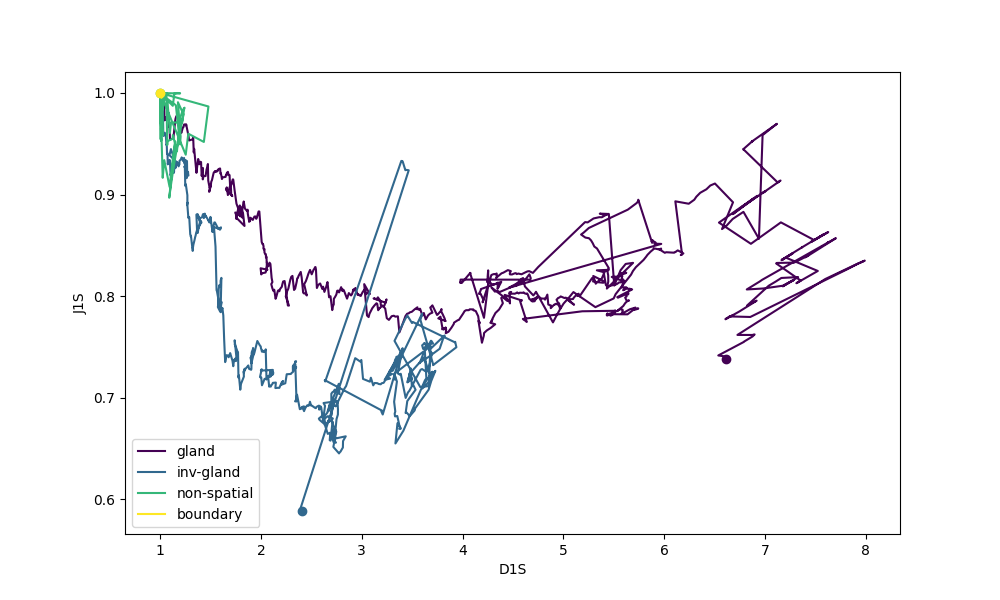 1.0
0.9
0.8
0.7
0.6
J1S
gland
inv-gland
non-spatial
boundary
1 2 3 4 5 6 7 8
D1S